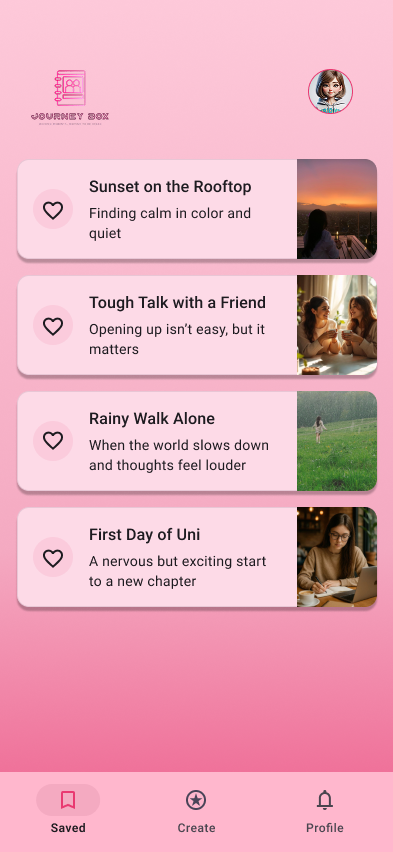 JOURNEY BOX
Sunset on the Rooftop
Finding calm in color and
quiet
Tough Talk with a Friend
Opening up isn’t easy, but it
matters
Rainy Walk Alone
When the world slows down
and thoughts feel louder
First Day of Uni
A nervous but exciting start
to a new chapter
Saved
Create
Profile